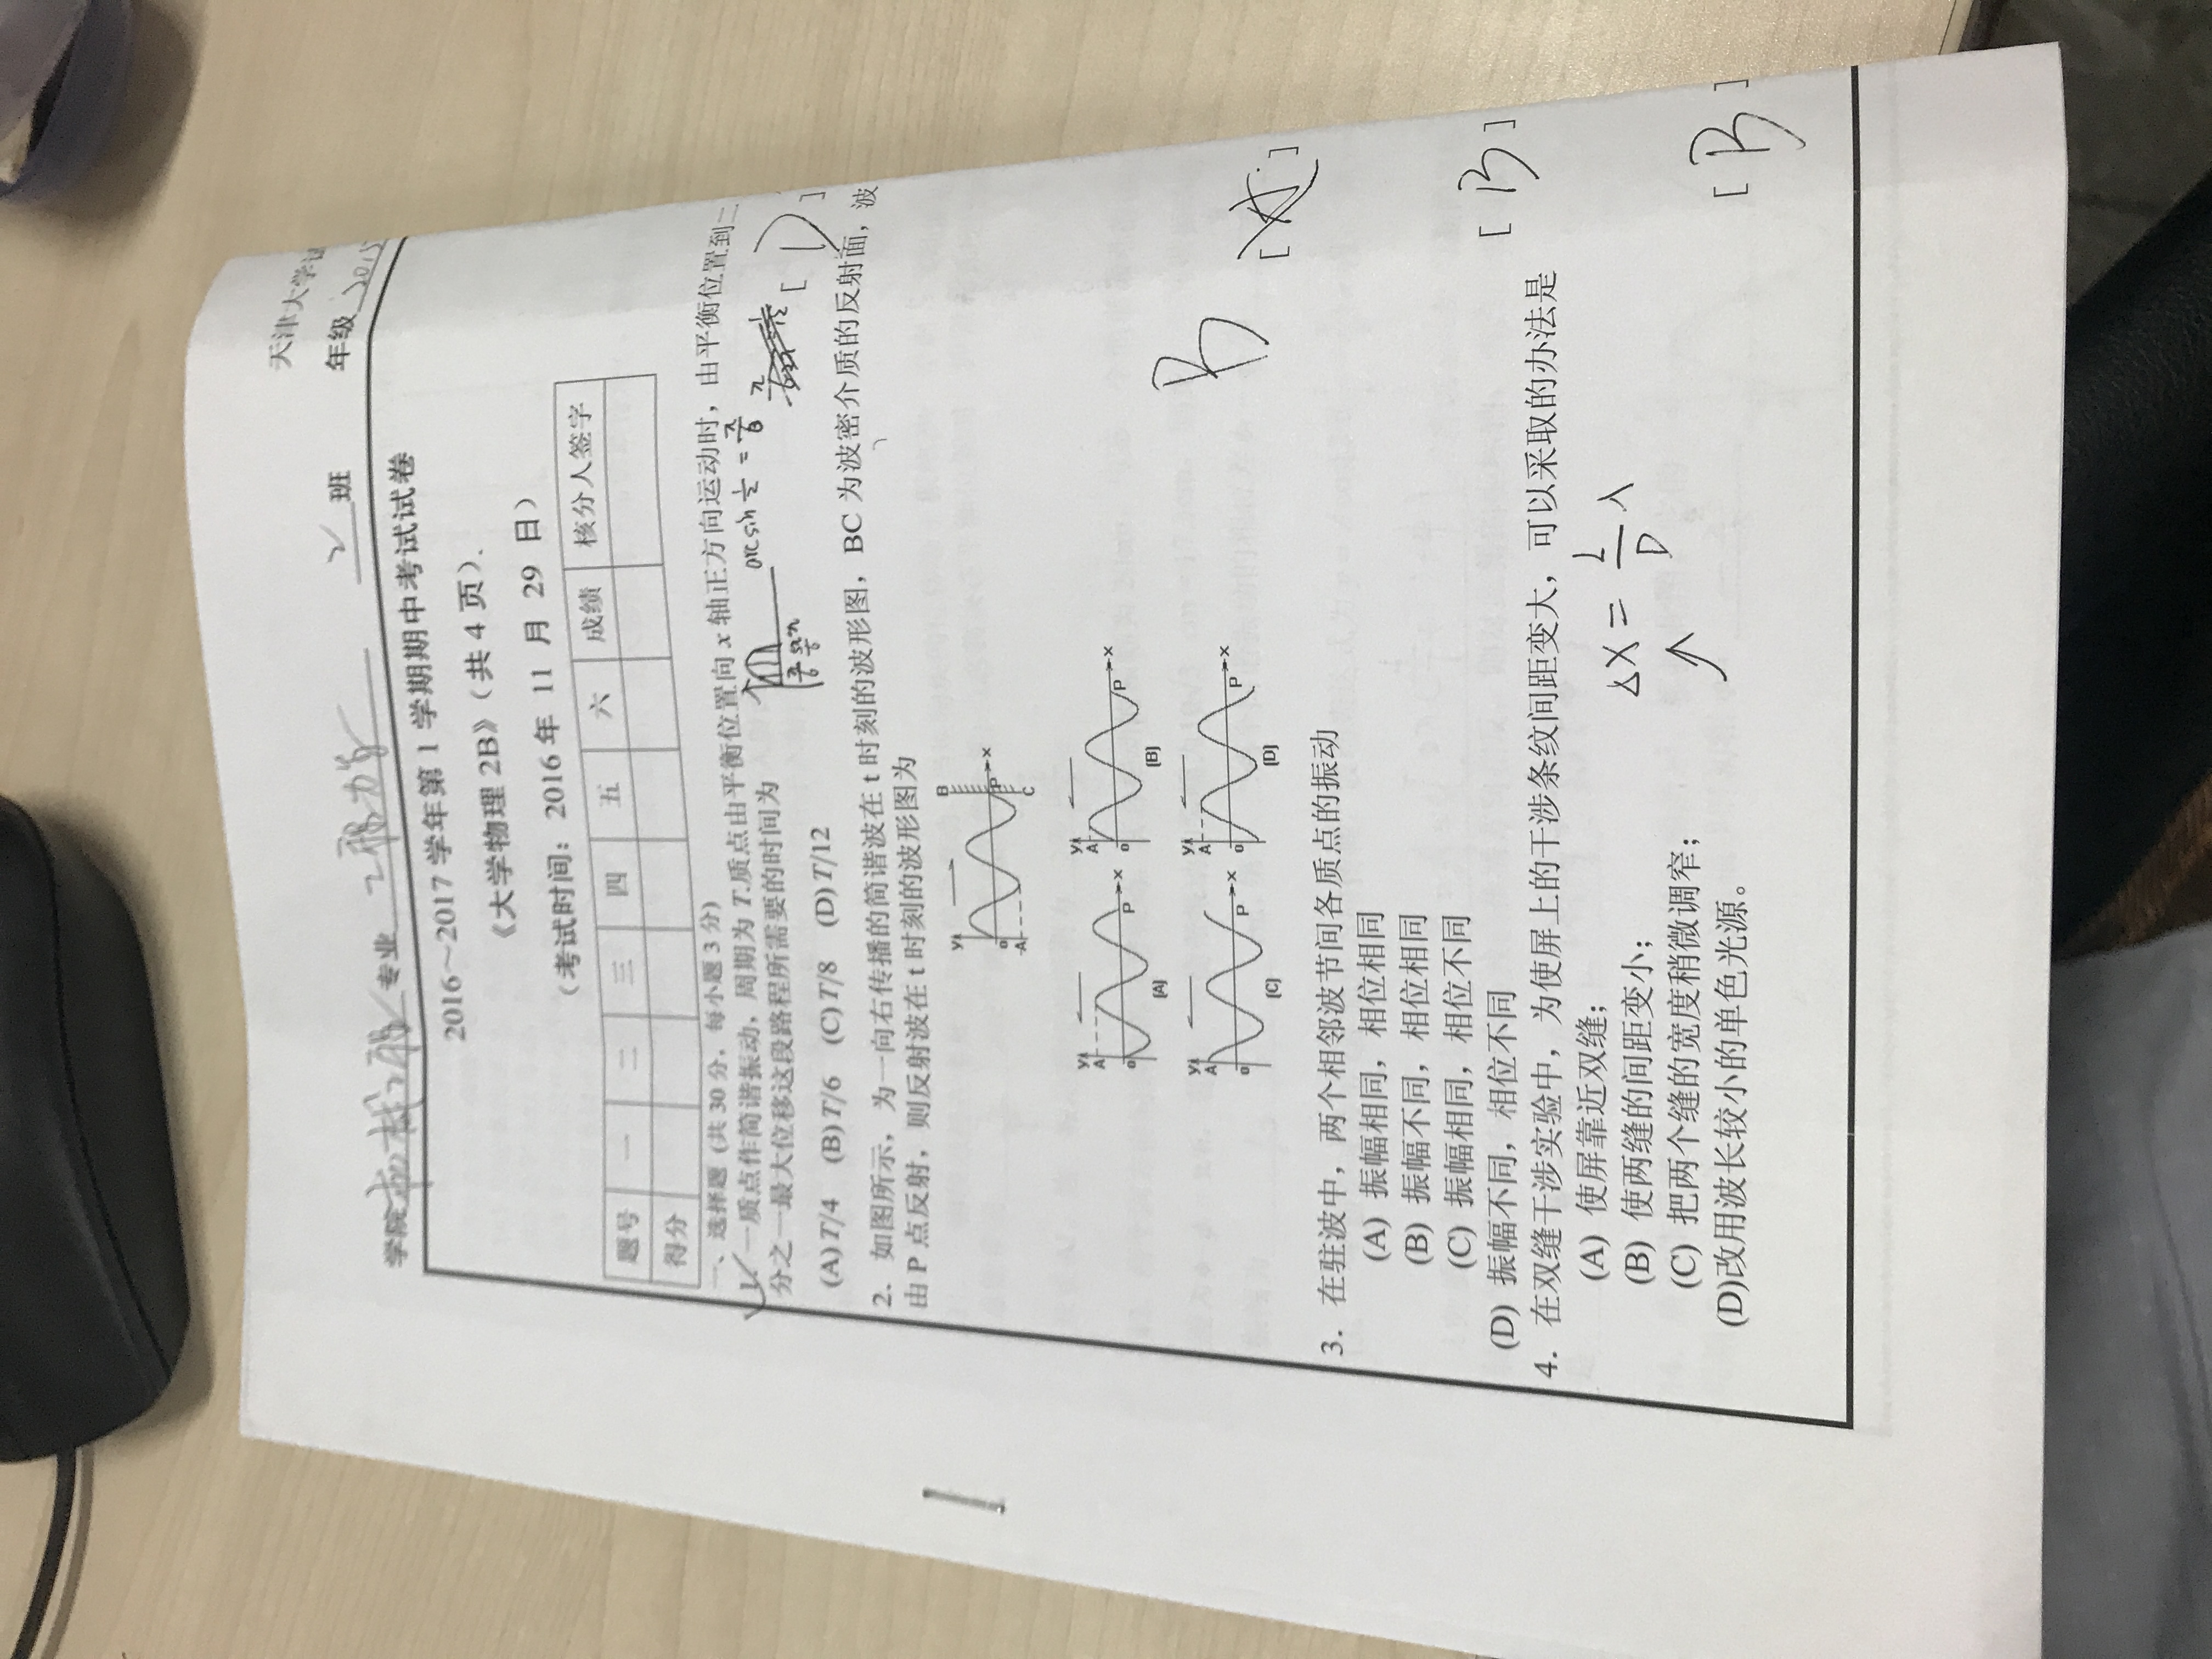 天津大学试
学院 材料工程 专业 工程力学 2 班 年级 2015
2016～2017 学年第 1 学期期中考试试卷
《大学物理 2B》（共 4 页）.
（考试时间：2016 年 11 月 29 日）
题号 一 二 三 四 五 六 成绩 核分人签字
得分
一、选择题 (共 30 分，每小题 3 分)
1. 一质点作简谐振动，周期为 T.质点由平衡位置向 x 轴正方向运动时，由平衡位置到二
分之一最大位移这段路程所需要的时间为
arcsin 1/2 = π/6
π/6 5π/6 π
[ D ]
(A) T/4 (B) T/6 (C) T/8 (D) T/12
2. 如图所示，为一向右传播的简谐波在 t 时刻的波形图，BC 为波密介质的反射面，波
由 P 点反射，则反射波在 t 时刻的波形图为
y B
0 P x
-A C
y A 0 P x (A)
y A 0 P x (B)
y A 0 P x (C)
y A 0 P x (D)
B
[ ]
3. 在驻波中，两个相邻波节间各质点的振动
(A) 振幅相同，相位相同
(B) 振幅不同，相位相同
(C) 振幅相同，相位不同
(D) 振幅不同，相位不同
[ B ]
4. 在双缝干涉实验中，为使屏上的干涉条纹间距变大，可以采取的办法是
(A) 使屏靠近双缝；
(B) 使两缝的间距变小；
ΔX = L/D λ
(C) 把两个缝的宽度稍微调窄；
(D)改用波长较小的单色光源。
[ B ]